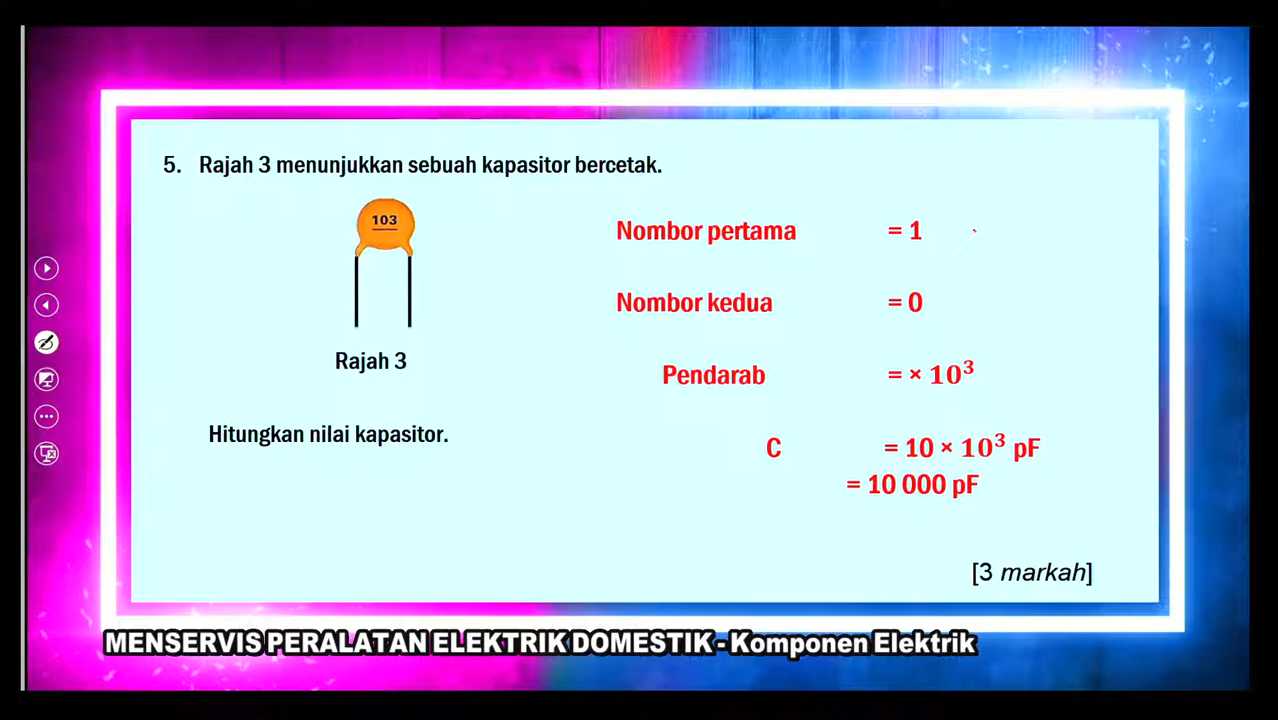 5. Rajah 3 menunjukkan sebuah kapasitor bercetak.
103
Rajah 3
Hitungkan nilai kapasitor.
Nombor pertama = 1
Nombor kedua = 0
Pendarab = × 10³
C = 10 × 10³ pF
= 10 000 pF
[3 markah]
MENSERVIS PERALATAN ELEKTRIK DOMESTIK - Komponen Elektrik